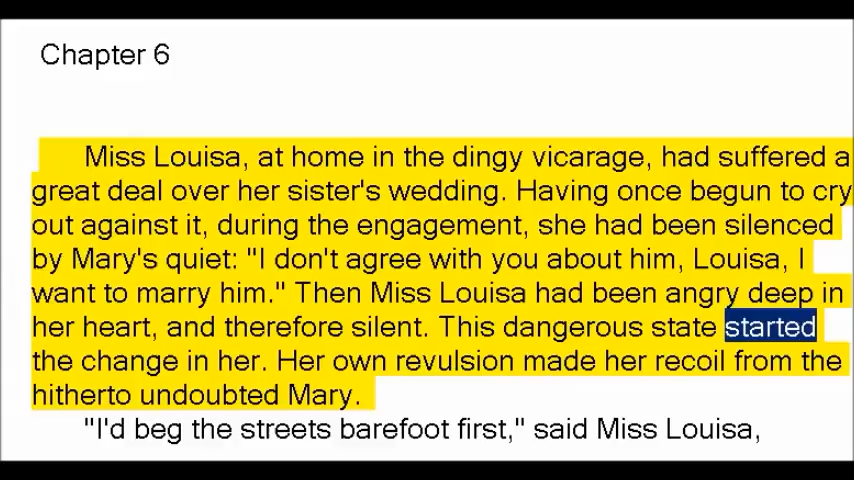 Chapter 6
Miss Louisa, at home in the dingy vicarage, had suffered a
great deal over her sister's wedding. Having once begun to cry
out against it, during the engagement, she had been silenced
by Mary's quiet: "I don't agree with you about him, Louisa, I
want to marry him." Then Miss Louisa had been angry deep in
her heart, and therefore silent. This dangerous state started
the change in her. Her own revulsion made her recoil from the
hitherto undoubted Mary.
"I'd beg the streets barefoot first," said Miss Louisa,